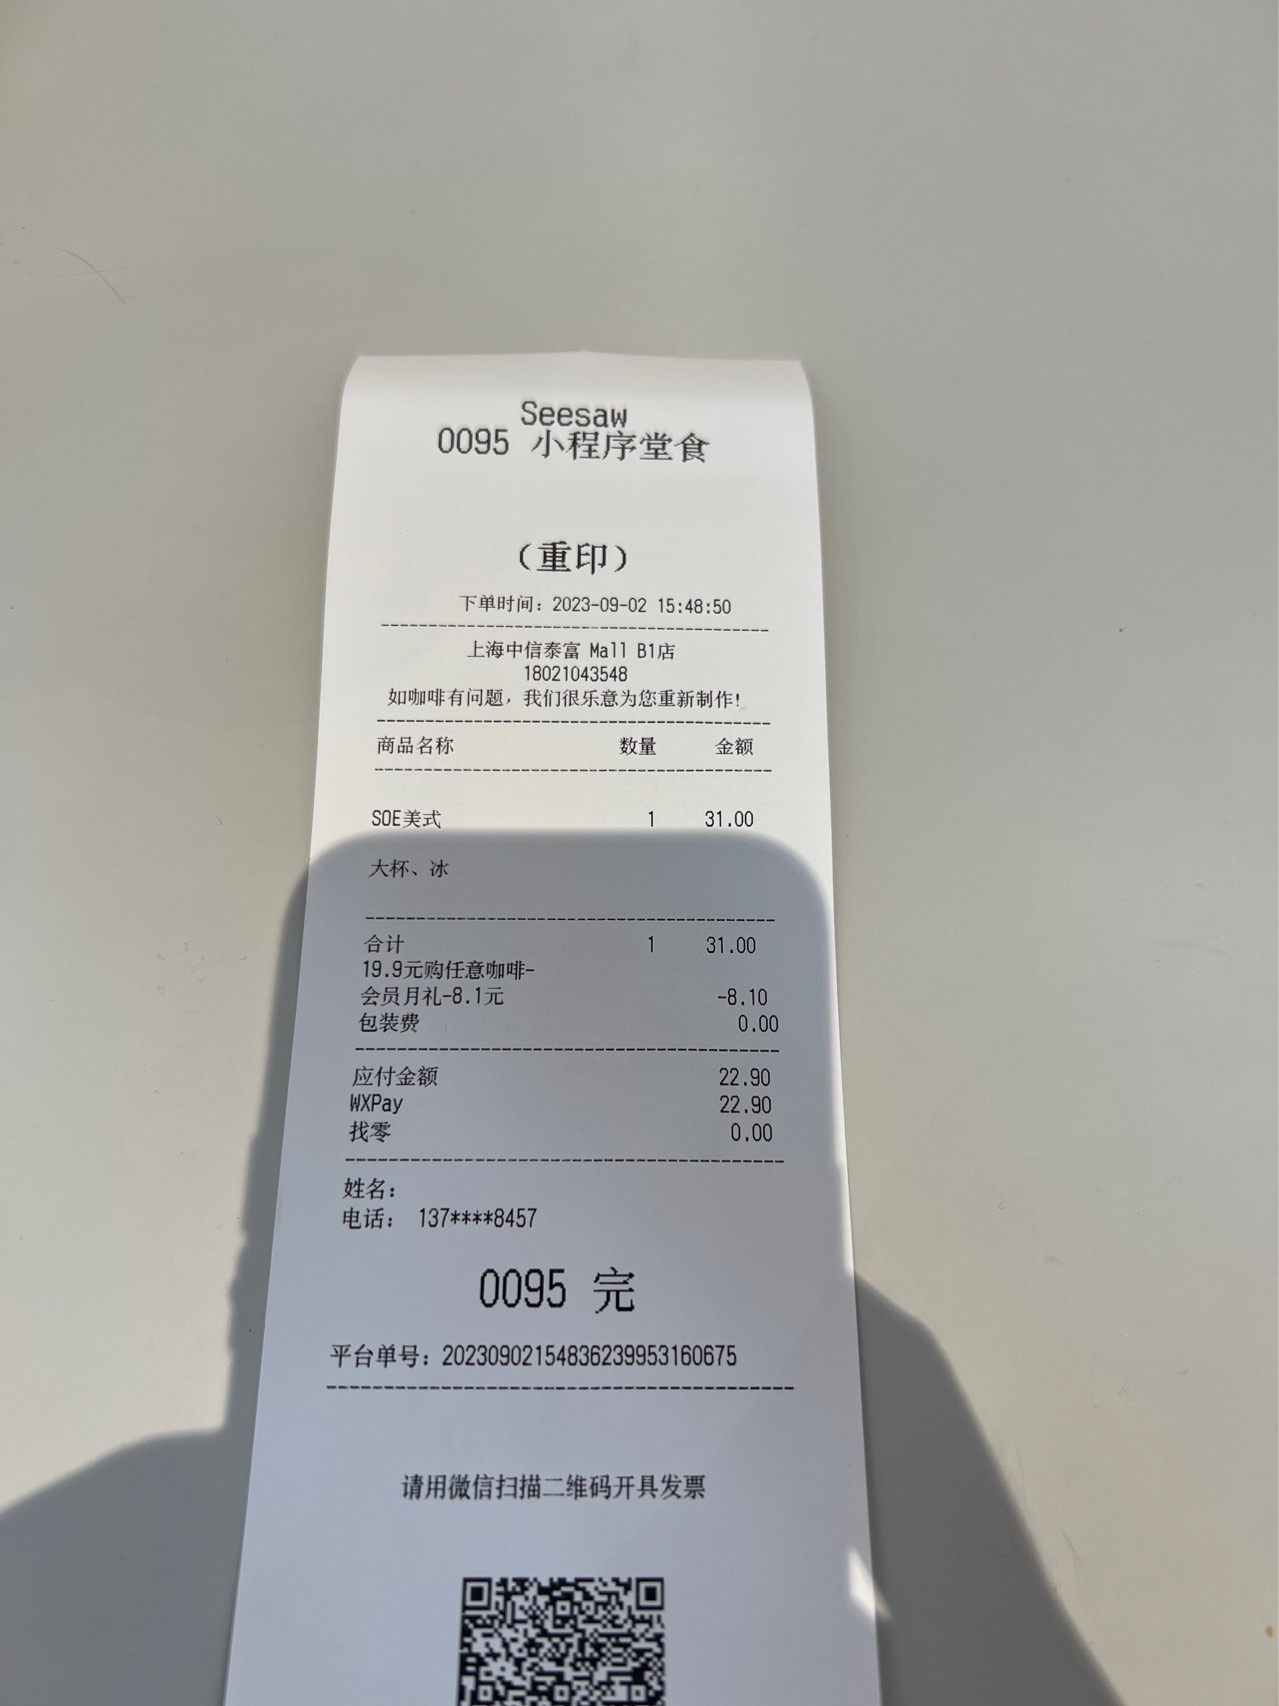 Seesaw
0095 小程序堂食
（重印）
下单时间：2023-09-02 15:48:50
上海中信泰富 Mall B1店
18021043548
如咖啡有问题，我们很乐意为您重新制作！
商品名称 数量 金额
SOE美式 1 31.00
大杯、冰
合计 1 31.00
19.9元购任意咖啡-
会员月礼-8.1元 -8.10
包装费 0.00
应付金额 22.90
WXPay 22.90
找零 0.00
姓名：
电话： 137****8457
0095 完
平台单号：2023090215483623995​3160675
请用微信扫描二维码开具发票